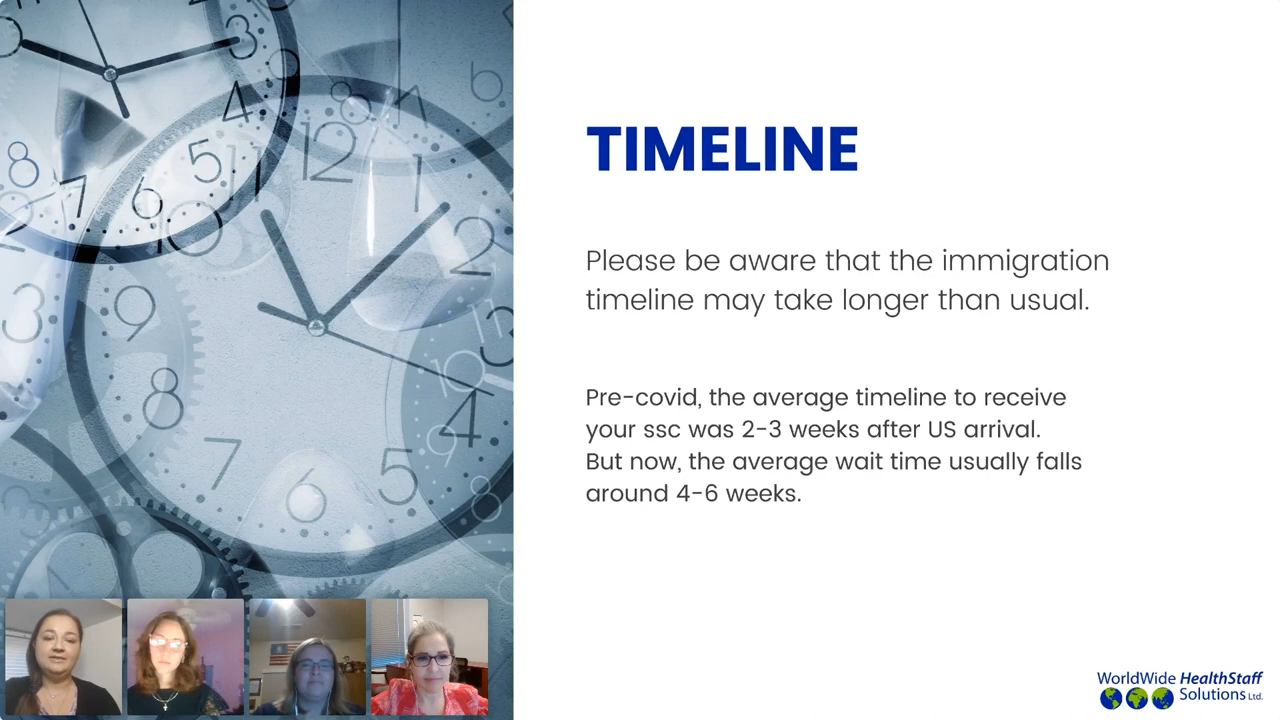 TIMELINE
Please be aware that the immigration
timeline may take longer than usual.
Pre-covid, the average timeline to receive
your ssc was 2-3 weeks after US arrival.
But now, the average wait time usually falls
around 4-6 weeks.
WorldWide HealthStaff
Solutions Ltd.